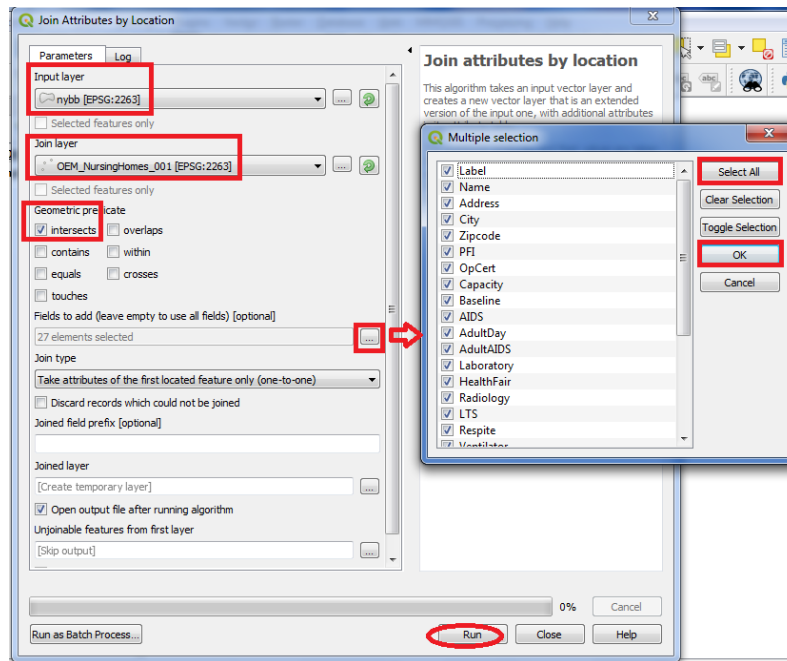 Join Attributes by Location
Parameters Log
Input layer
nybb [EPSG:2263]
...
Selected features only
Join layer
OEM_NursingHomes_001 [EPSG:2263]
...
Selected features only
Geometric predicate
intersects overlaps
contains within
equals crosses
touches
Fields to add (leave empty to use all fields) [optional]
27 elements selected
...
Join type
Take attributes of the first located feature only (one-to-one)
Discard records which could not be joined
Joined field prefix [optional]
Joined layer
[Create temporary layer]
...
Open output file after running algorithm
Unjoinable features from first layer
[Skip output]
...
Join attributes by location
This algorithm takes an input vector layer and
creates a new vector layer that is an extended
version of the input one, with additional attributes
Multiple selection
Label
Name
Address
City
Zipcode
PFI
OpCert
Capacity
Baseline
AIDS
AdultDay
AdultAIDS
Laboratory
HealthFair
Radiology
LTS
Respite
Ventilator
Select All
Clear Selection
Toggle Selection
OK
Cancel
abc
0% Cancel
Run as Batch Process... Run Close Help